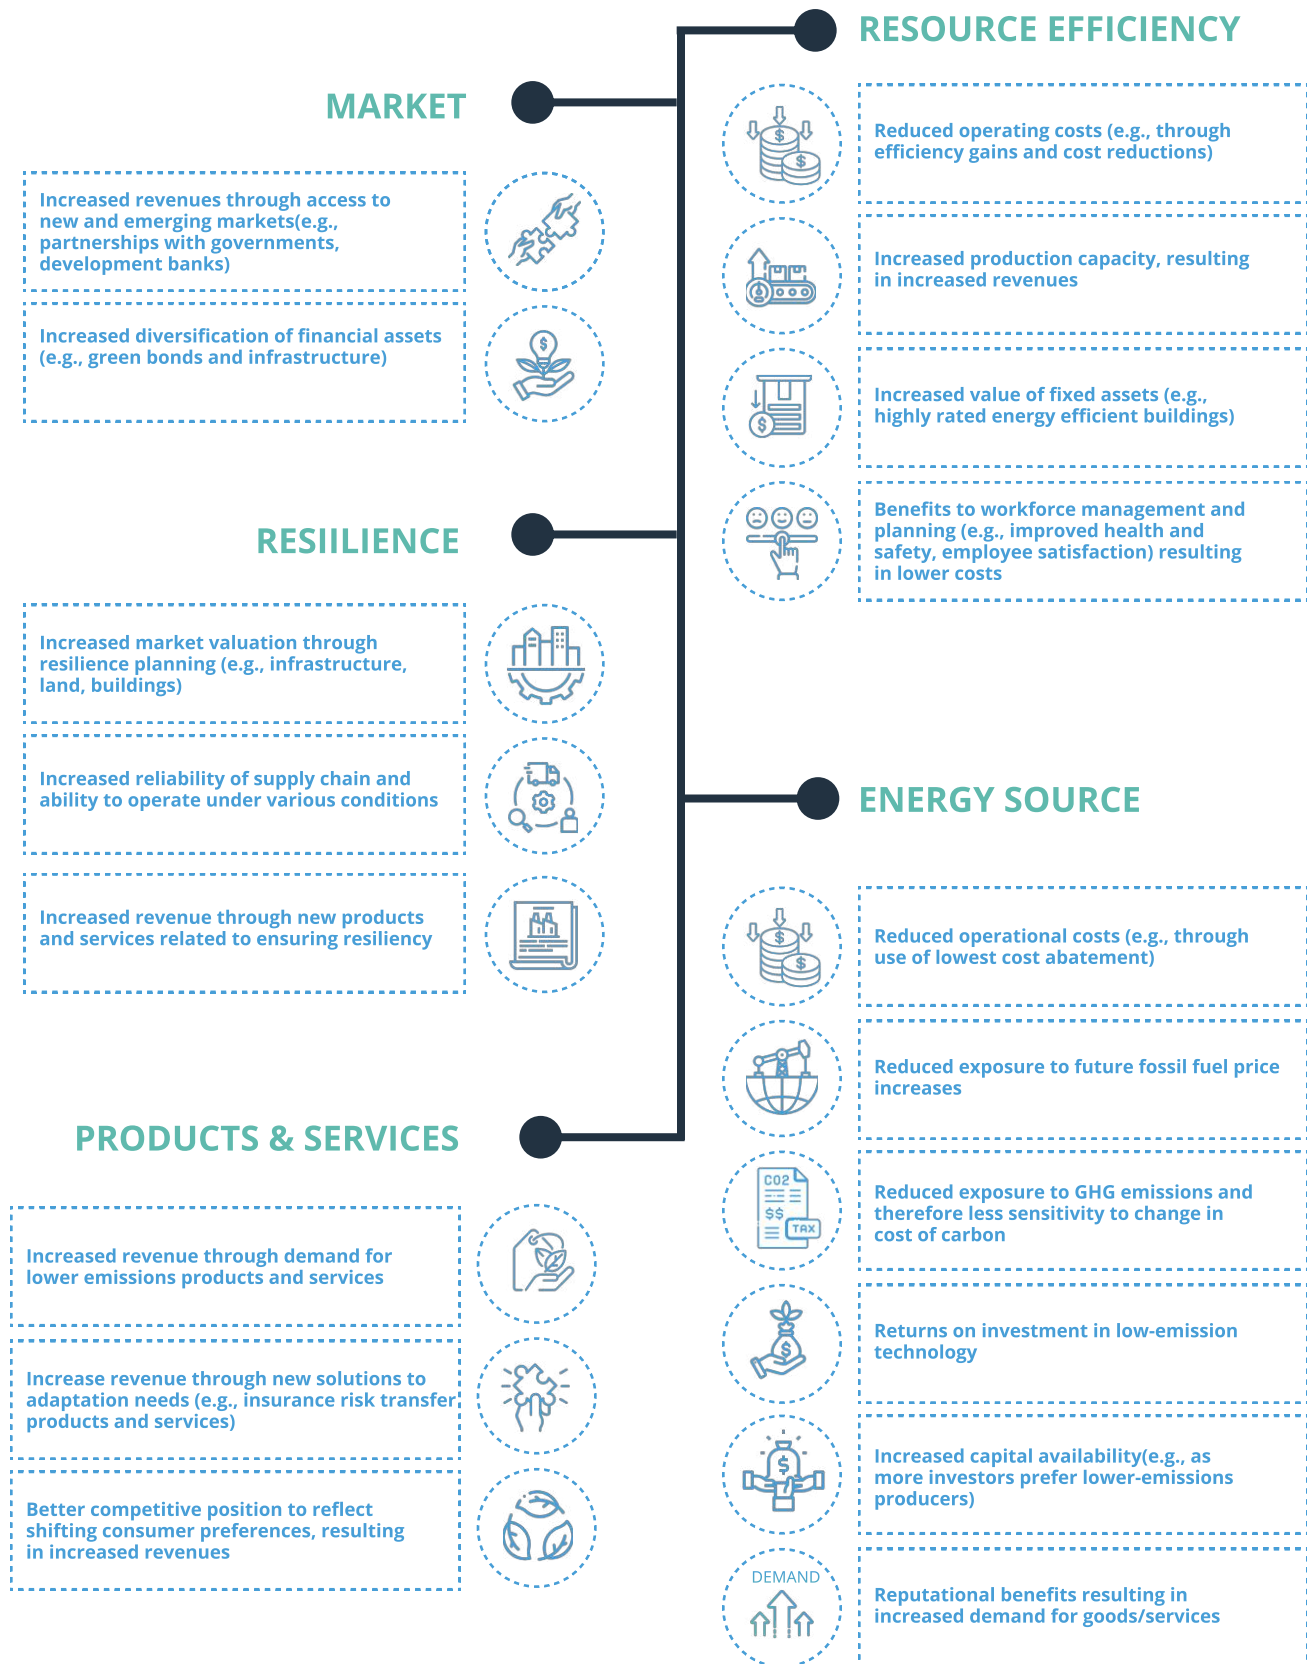 MARKET
Increased revenues through access to
new and emerging markets(e.g.,
partnerships with governments,
development banks)
Increased diversification of financial assets
(e.g., green bonds and infrastructure)
RESIILIENCE
Increased market valuation through
resilience planning (e.g., infrastructure,
land, buildings)
Increased reliability of supply chain and
ability to operate under various conditions
Increased revenue through new products
and services related to ensuring resiliency
PRODUCTS & SERVICES
Increased revenue through demand for
lower emissions products and services
Increase revenue through new solutions to
adaptation needs (e.g., insurance risk transfer
products and services)
Better competitive position to reflect
shifting consumer preferences, resulting
in increased revenues
RESOURCE EFFICIENCY
$
$
Reduced operating costs (e.g., through
efficiency gains and cost reductions)
Increased production capacity, resulting
in increased revenues
$
Increased value of fixed assets (e.g.,
highly rated energy efficient buildings)
Benefits to workforce management and
planning (e.g., improved health and
safety, employee satisfaction) resulting
in lower costs
ENERGY SOURCE
$
$
Reduced operational costs (e.g., through
use of lowest cost abatement)
Reduced exposure to future fossil fuel price
increases
CO2
$$
TAX
Reduced exposure to GHG emissions and
therefore less sensitivity to change in
cost of carbon
$
Returns on investment in low-emission
technology
$
Increased capital availability(e.g., as
more investors prefer lower-emissions
producers)
DEMAND
Reputational benefits resulting in
increased demand for goods/services